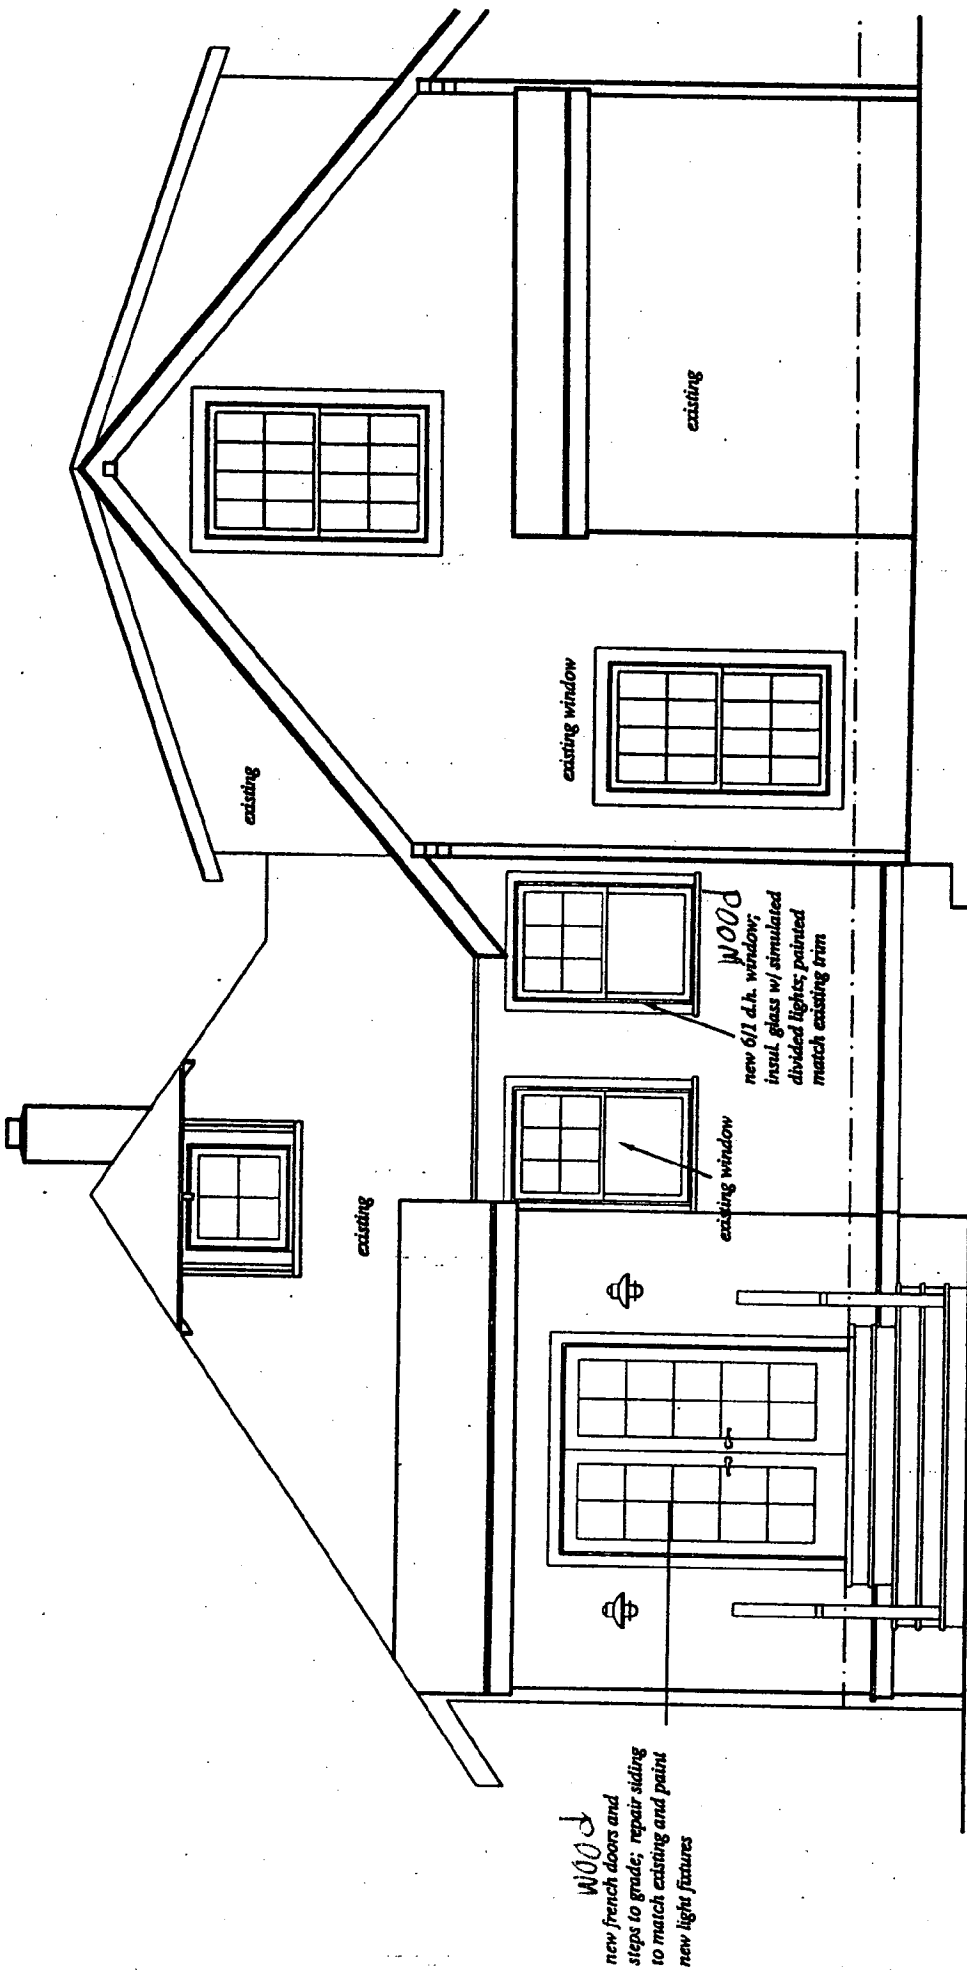 existing
existing window
existing
existing
WOOD
new 6/1 d.h. window;
insul. glass w/ simulated
divided lights; painted
match existing trim
existing window
WOOD
new french doors and
steps to grade; repair siding
to match existing and paint
new light fixtures